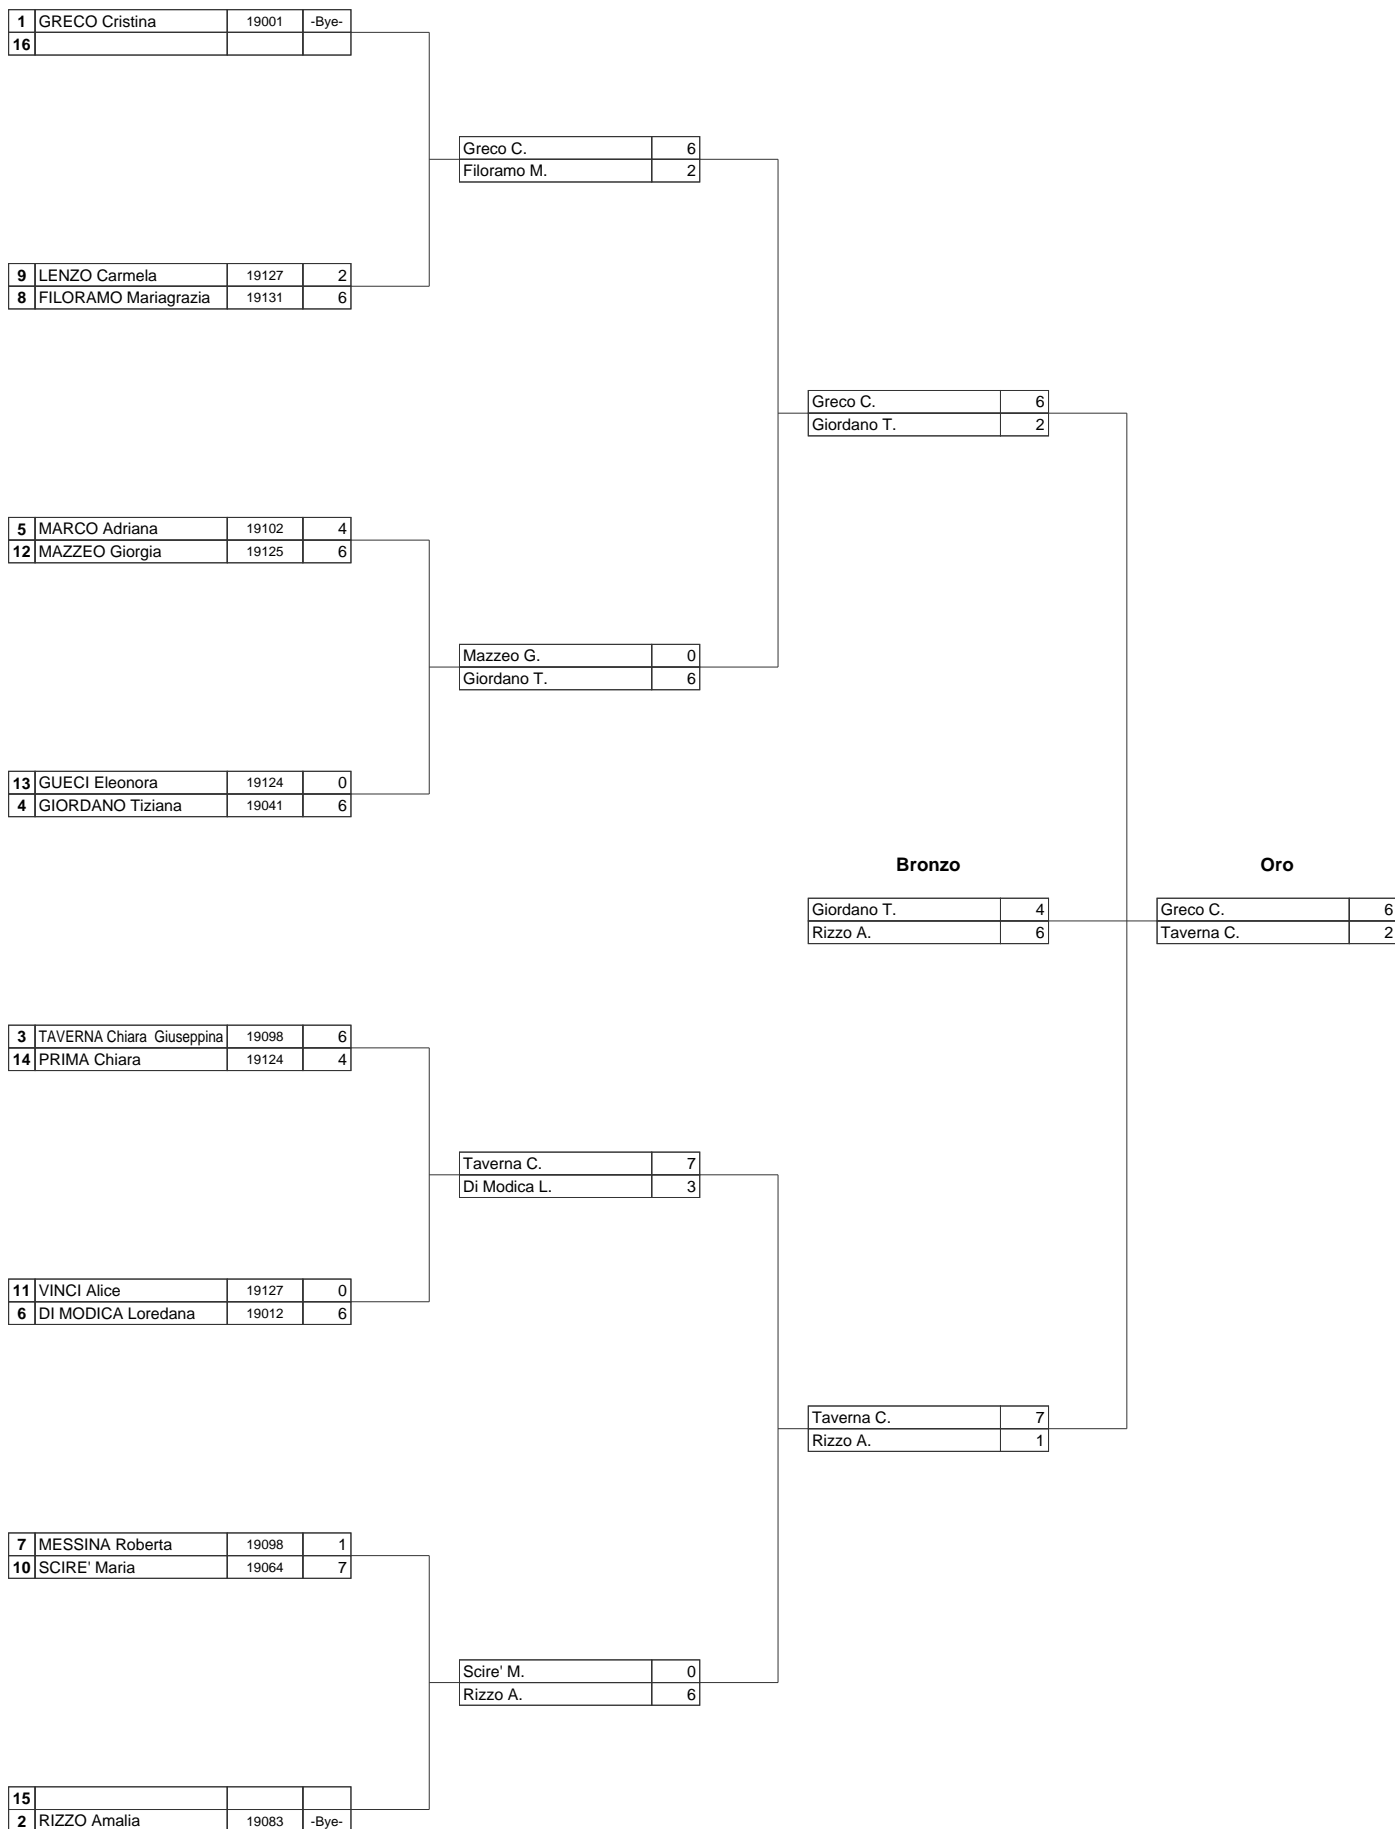 1 GRECO Cristina 19001 -Bye-
16
Greco C. 6
Filoramo M. 2
9 LENZO Carmela 19127 2
8 FILORAMO Mariagrazia 19131 6
Greco C. 6
Giordano T. 2
5 MARCO Adriana 19102 4
12 MAZZEO Giorgia 19125 6
Mazzeo G. 0
Giordano T. 6
13 GUECI Eleonora 19124 0
4 GIORDANO Tiziana 19041 6
Bronzo Oro
Giordano T. 4 Greco C. 6
Rizzo A. 6 Taverna C. 2
3 TAVERNA Chiara Giuseppina 19098 6
14 PRIMA Chiara 19124 4
Taverna C. 7
Di Modica L. 3
11 VINCI Alice 19127 0
6 DI MODICA Loredana 19012 6
Taverna C. 7
Rizzo A. 1
7 MESSINA Roberta 19098 1
10 SCIRE' Maria 19064 7
Scire' M. 0
Rizzo A. 6
15
2 RIZZO Amalia 19083 -Bye-